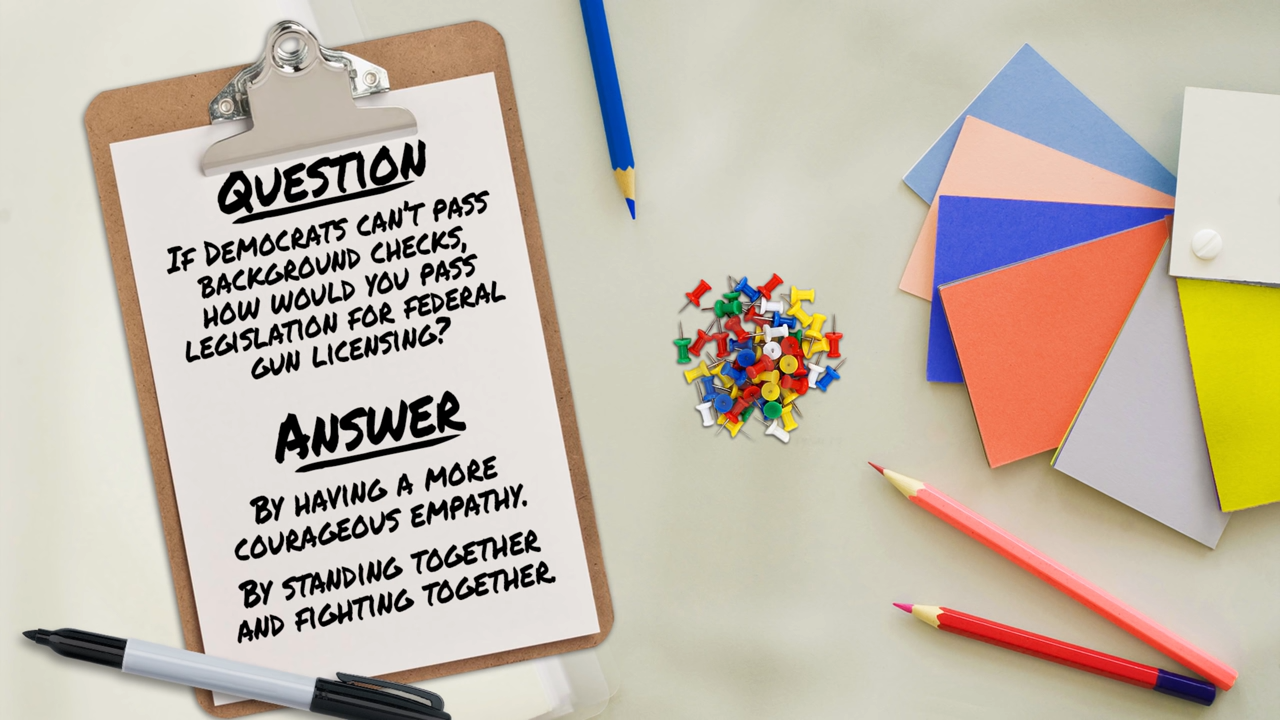 Question
If Democrats can't pass
background checks,
how would you pass
legislation for federal
gun licensing?
Answer
By having a more
courageous empathy.
By standing together
and fighting together.